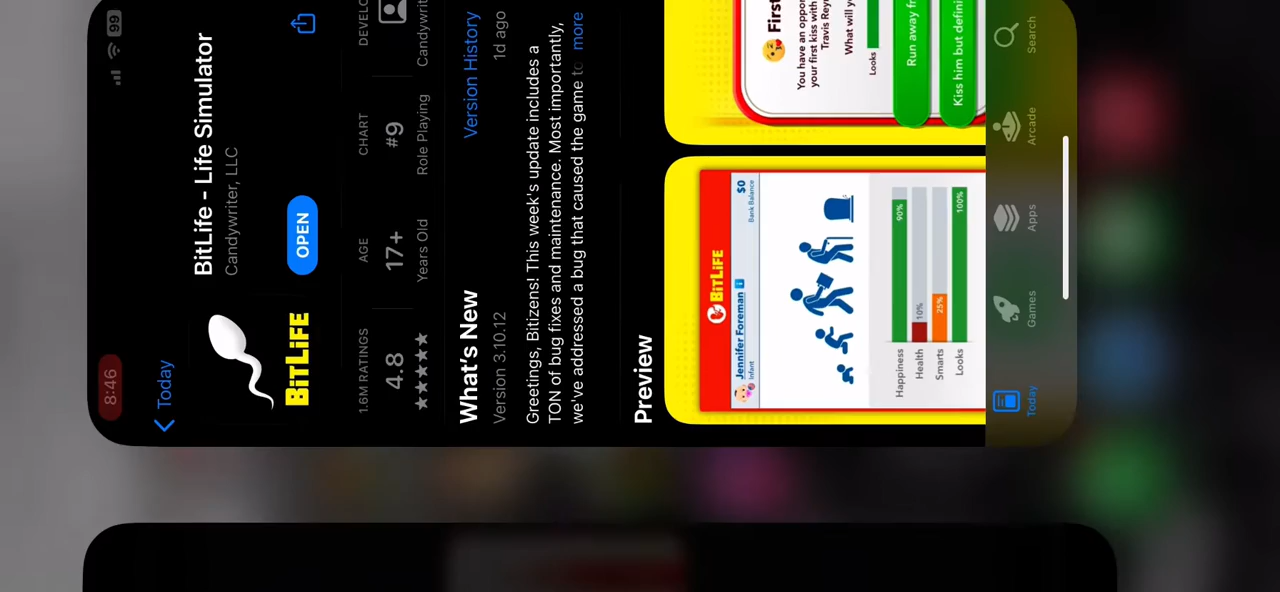 8:46
99
Today
BitLife - Life Simulator
Candywriter, LLC
BITLIFE
OPEN
1.6M RATINGS
4.8
AGE
17+
Years Old
CHART
#9
Role Playing
What's New
Version History
Version 3.10.12
1d ago
Greetings, Bitizens! This week's update includes a
TON of bug fixes and maintenance. Most importantly,
we've addressed a bug that caused the game to more
Preview
BITLIFE
Jennifer Foreman
Infant
$0
Bank Balance
Happiness 90%
Health 10%
Smarts 25%
Looks 100%
First
You have an oppor
your first kiss with
Travis Rey
What will y
Looks
Run away fr
Kiss him but defini
Today
Games
Apps
Arcade
Search